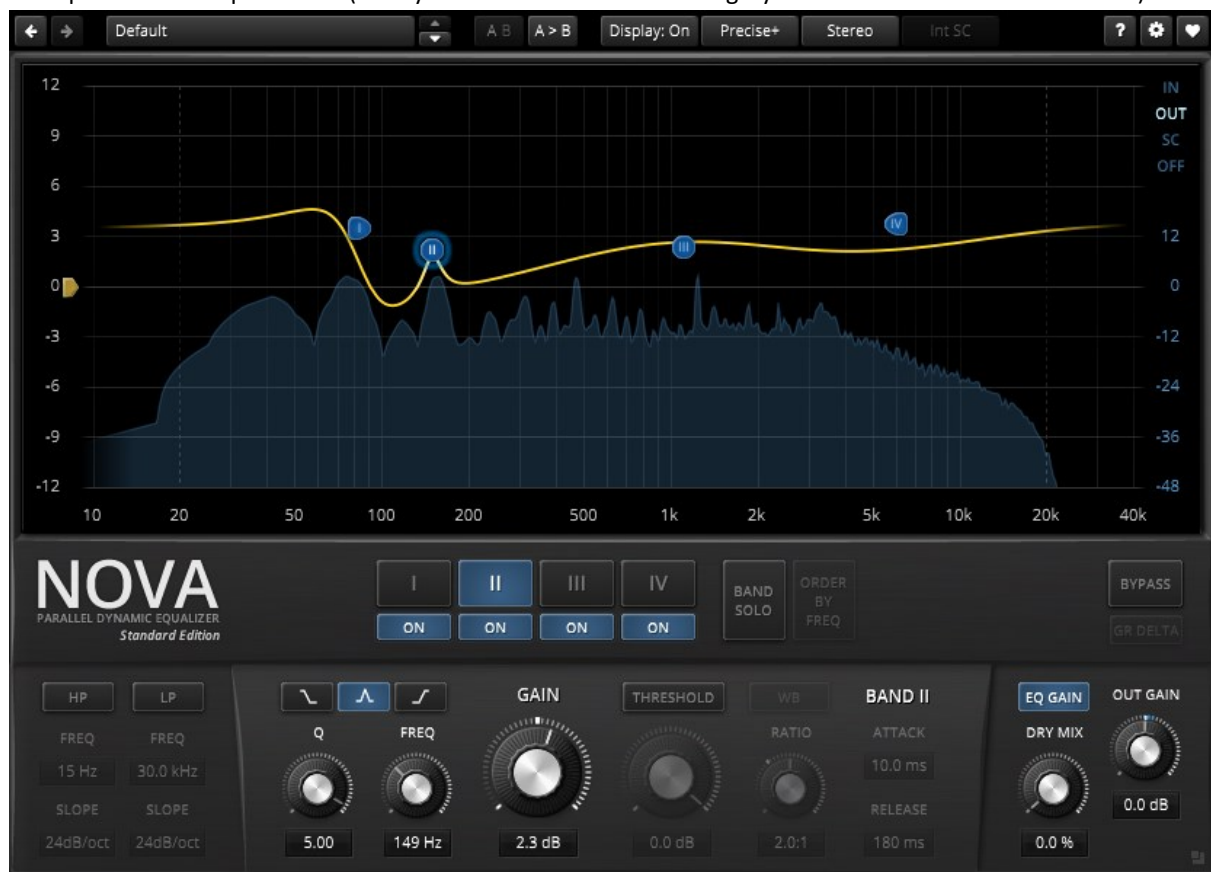 Default A B A > B Display: On Precise+ Stereo Int SC ?
12 IN
9 OUT
SC
6 OFF
I IV
3 II III 12
0 0
-3 -12
-6 -24
-9 -36
-12 -48
10 20 50 100 200 500 1k 2k 5k 10k 20k 40k
NOVA
PARALLEL DYNAMIC EQUALIZER
Standard Edition
I II III IV
ON ON ON ON
BAND
SOLO
ORDER
BY
FREQ
BYPASS
GR DELTA
HP LP GAIN THRESHOLD WB BAND II EQ GAIN OUT GAIN
FREQ FREQ Q FREQ RATIO ATTACK DRY MIX
15 Hz 30.0 kHz 10.0 ms
SLOPE SLOPE RELEASE 0.0 dB
24dB/oct 24dB/oct 5.00 149 Hz 2.3 dB 0.0 dB 2.0:1 180 ms 0.0 %